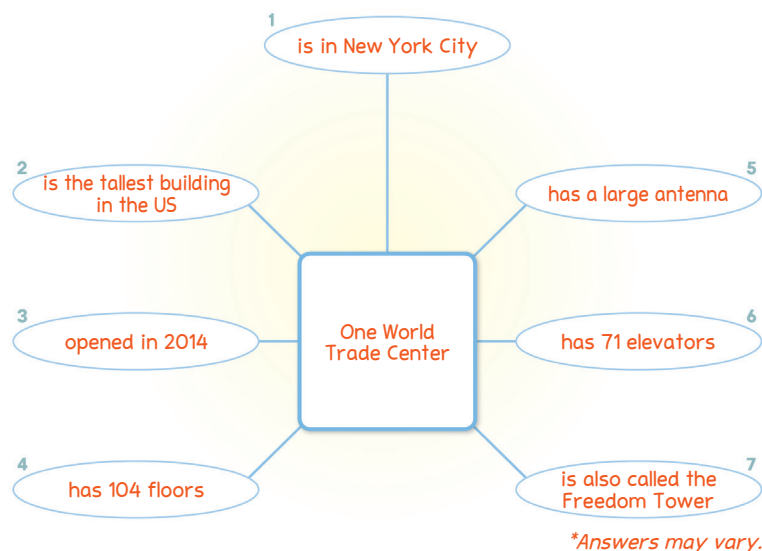 1
is in New York City
2
is the tallest building
in the US
3
opened in 2014
4
has 104 floors
5
has a large antenna
6
has 71 elevators
7
is also called the
Freedom Tower
One World
Trade Center
*Answers may vary.